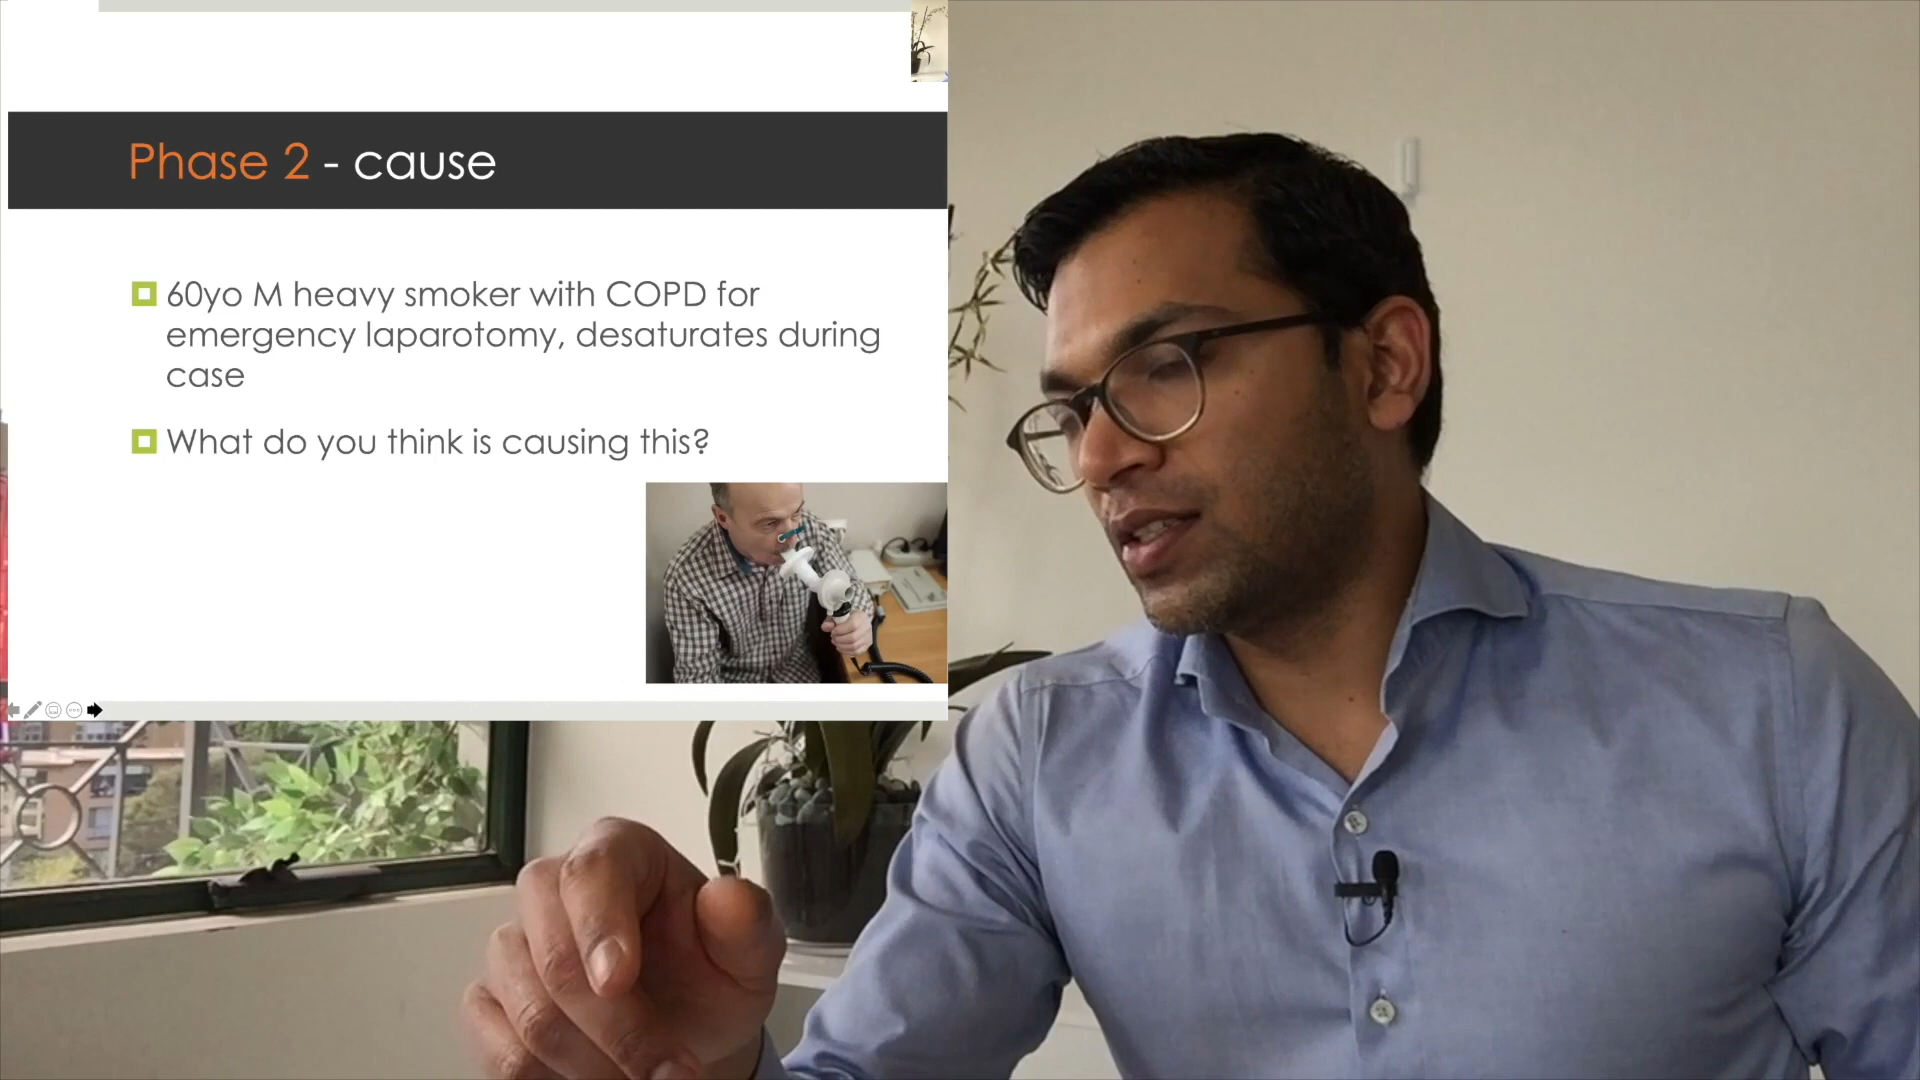 Phase 2 - cause
60yo M heavy smoker with COPD for
emergency laparotomy, desaturates during
case
What do you think is causing this?